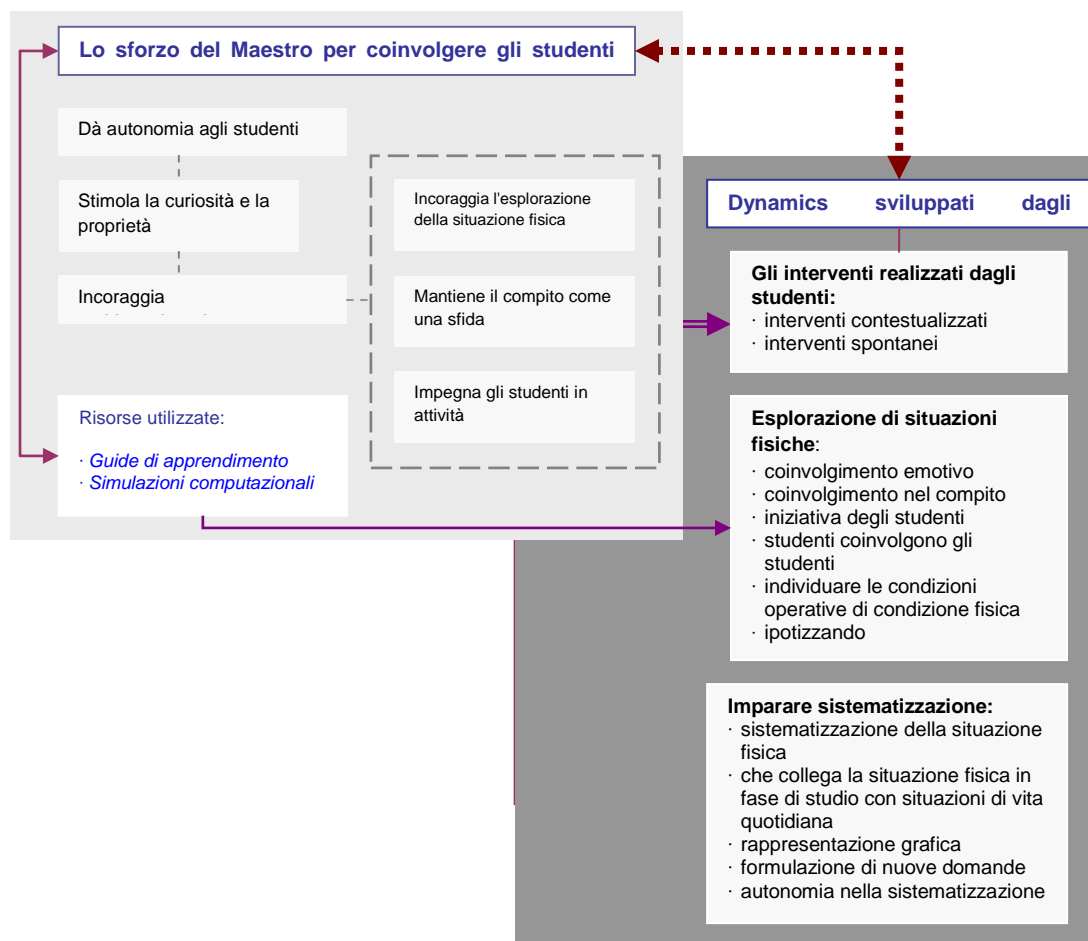 Lo sforzo del Maestro per coinvolgere gli studenti
Dà autonomia agli studenti
Stimola la curiosità e la
proprietà
Incoraggia
Incoraggia l'esplorazione
della situazione fisica
Mantiene il compito come
una sfida
Impegna gli studenti in
attività
Risorse utilizzate:
· Guide di apprendimento
· Simulazioni computazionali
Dynamics sviluppati dagli
Gli interventi realizzati dagli
studenti:
· interventi contestualizzati
· interventi spontanei
Esplorazione di situazioni
fisiche:
· coinvolgimento emotivo
· coinvolgimento nel compito
· iniziativa degli studenti
· studenti coinvolgono gli
studenti
· individuare le condizioni
operative di condizione fisica
· ipotizzando
Imparare sistematizzazione:
· sistematizzazione della situazione
fisica
· che collega la situazione fisica in
fase di studio con situazioni di vita
quotidiana
· rappresentazione grafica
· formulazione di nuove domande
· autonomia nella sistematizzazione